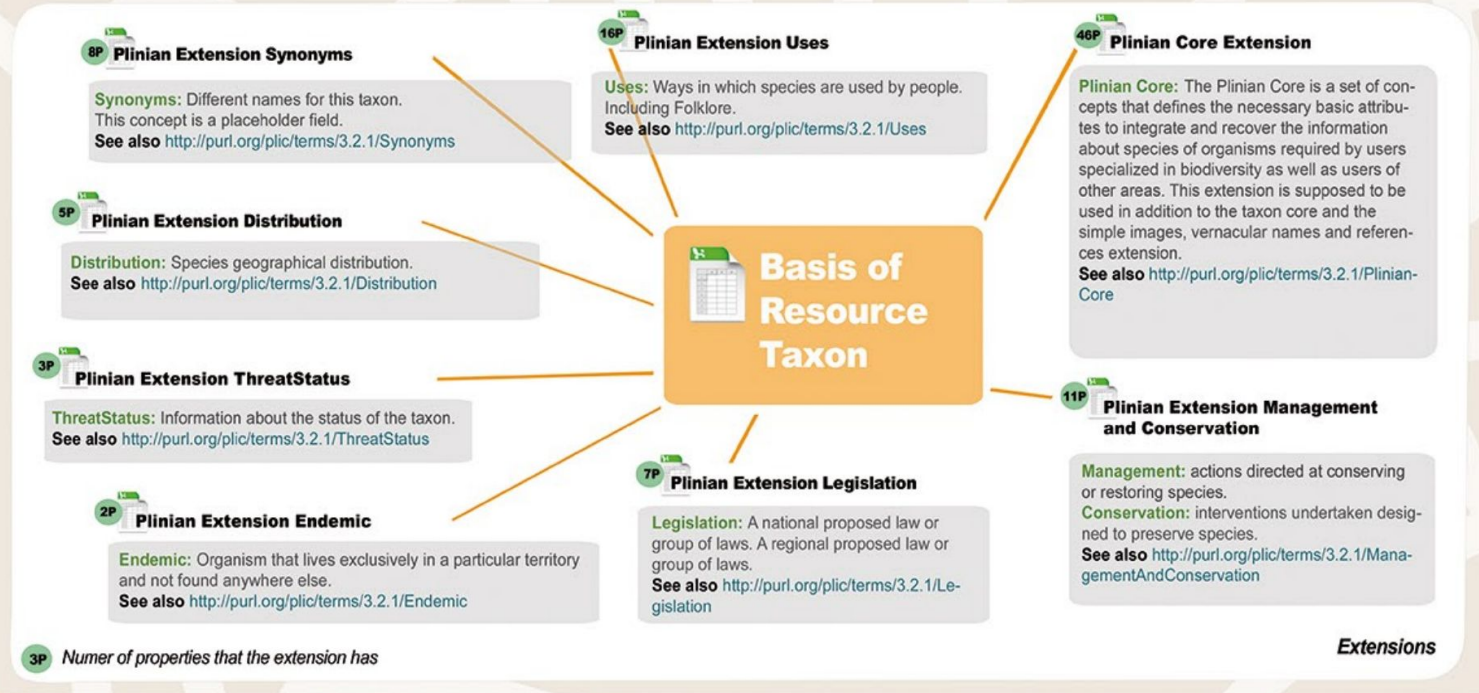 8P Plinian Extension Synonyms
Synonyms: Different names for this taxon.
This concept is a placeholder field.
See also http://purl.org/plic/terms/3.2.1/Synonyms
16P Plinian Extension Uses
Uses: Ways in which species are used by people.
Including Folklore.
See also http://purl.org/plic/terms/3.2.1/Uses
46P Plinian Core Extension
Plinian Core: The Plinian Core is a set of con-
cepts that defines the necessary basic attribu-
tes to integrate and recover the information
about species of organisms required by users
specialized in biodiversity as well as users of
other areas. This extension is supposed to be
used in addition to the taxon core and the
simple images, vernacular names and referen-
ces extension.
See also http://purl.org/plic/terms/3.2.1/Plinian-
Core
5P Plinian Extension Distribution
Distribution: Species geographical distribution.
See also http://purl.org/plic/terms/3.2.1/Distribution
Basis of
Resource
Taxon
3P Plinian Extension ThreatStatus
ThreatStatus: Information about the status of the taxon.
See also http://purl.org/plic/terms/3.2.1/ThreatStatus
11P Plinian Extension Management
and Conservation
Management: actions directed at conserving
or restoring species.
Conservation: interventions undertaken desig-
ned to preserve species.
See also http://purl.org/plic/terms/3.2.1/Mana-
gementAndConservation
2P Plinian Extension Endemic
Endemic: Organism that lives exclusively in a particular territory
and not found anywhere else.
See also http://purl.org/plic/terms/3.2.1/Endemic
7P Plinian Extension Legislation
Legislation: A national proposed law or
group of laws. A regional proposed law or
group of laws.
See also http://purl.org/plic/terms/3.2.1/Le-
gislation
3P Numer of properties that the extension has
Extensions